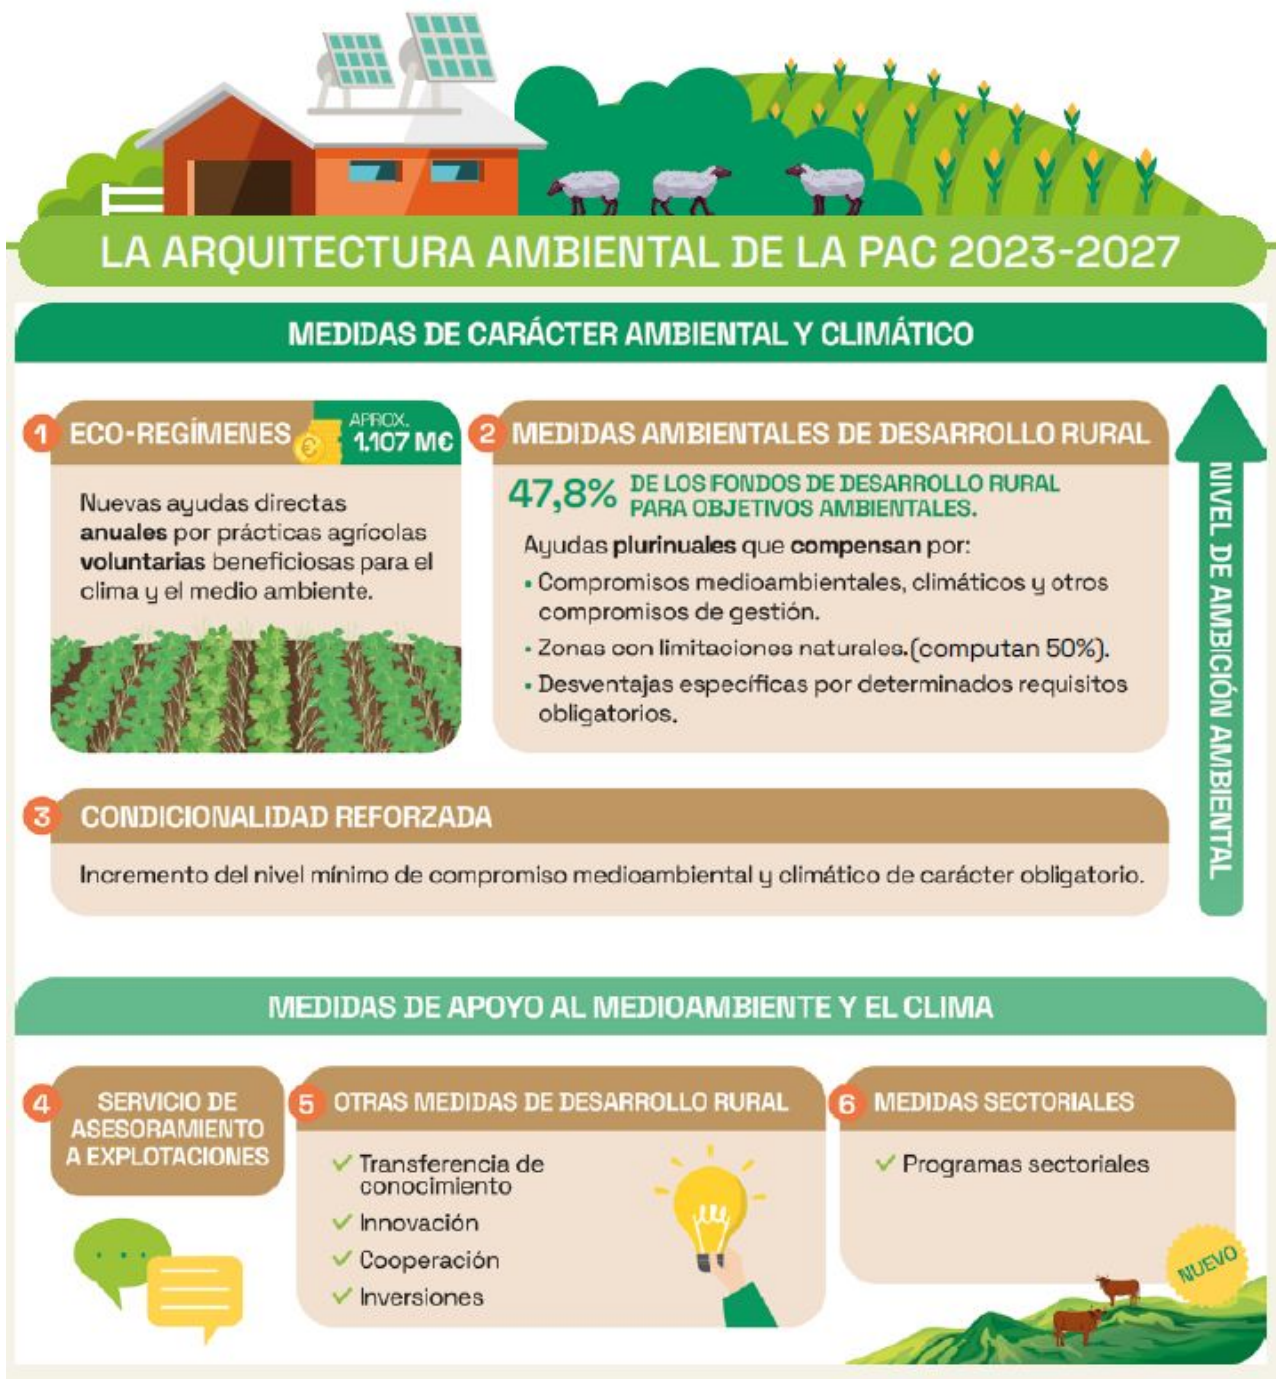 LA ARQUITECTURA AMBIENTAL DE LA PAC 2023-2027
MEDIDAS DE CARÁCTER AMBIENTAL Y CLIMÁTICO
1 ECO-REGÍMENES
APROX.
1.107 M€
Nuevas ayudas directas
anuales por prácticas agrícolas
voluntarias beneficiosas para el
clima y el medio ambiente.
2 MEDIDAS AMBIENTALES DE DESARROLLO RURAL
47,8% DE LOS FONDOS DE DESARROLLO RURAL
PARA OBJETIVOS AMBIENTALES.
Ayudas plurinuales que compensan por:
• Compromisos medioambientales, climáticos y otros
compromisos de gestión.
• Zonas con limitaciones naturales.(computan 50%).
• Desventajas específicas por determinados requisitos
obligatorios.
NIVEL DE AMBICIÓN AMBIENTAL
3 CONDICIONALIDAD REFORZADA
Incremento del nivel mínimo de compromiso medioambiental y climático de carácter obligatorio.
MEDIDAS DE APOYO AL MEDIOAMBIENTE Y EL CLIMA
4 SERVICIO DE
ASESORAMIENTO
A EXPLOTACIONES
5 OTRAS MEDIDAS DE DESARROLLO RURAL
✓ Transferencia de
conocimiento
✓ Innovación
✓ Cooperación
✓ Inversiones
6 MEDIDAS SECTORIALES
✓ Programas sectoriales
NUEVO